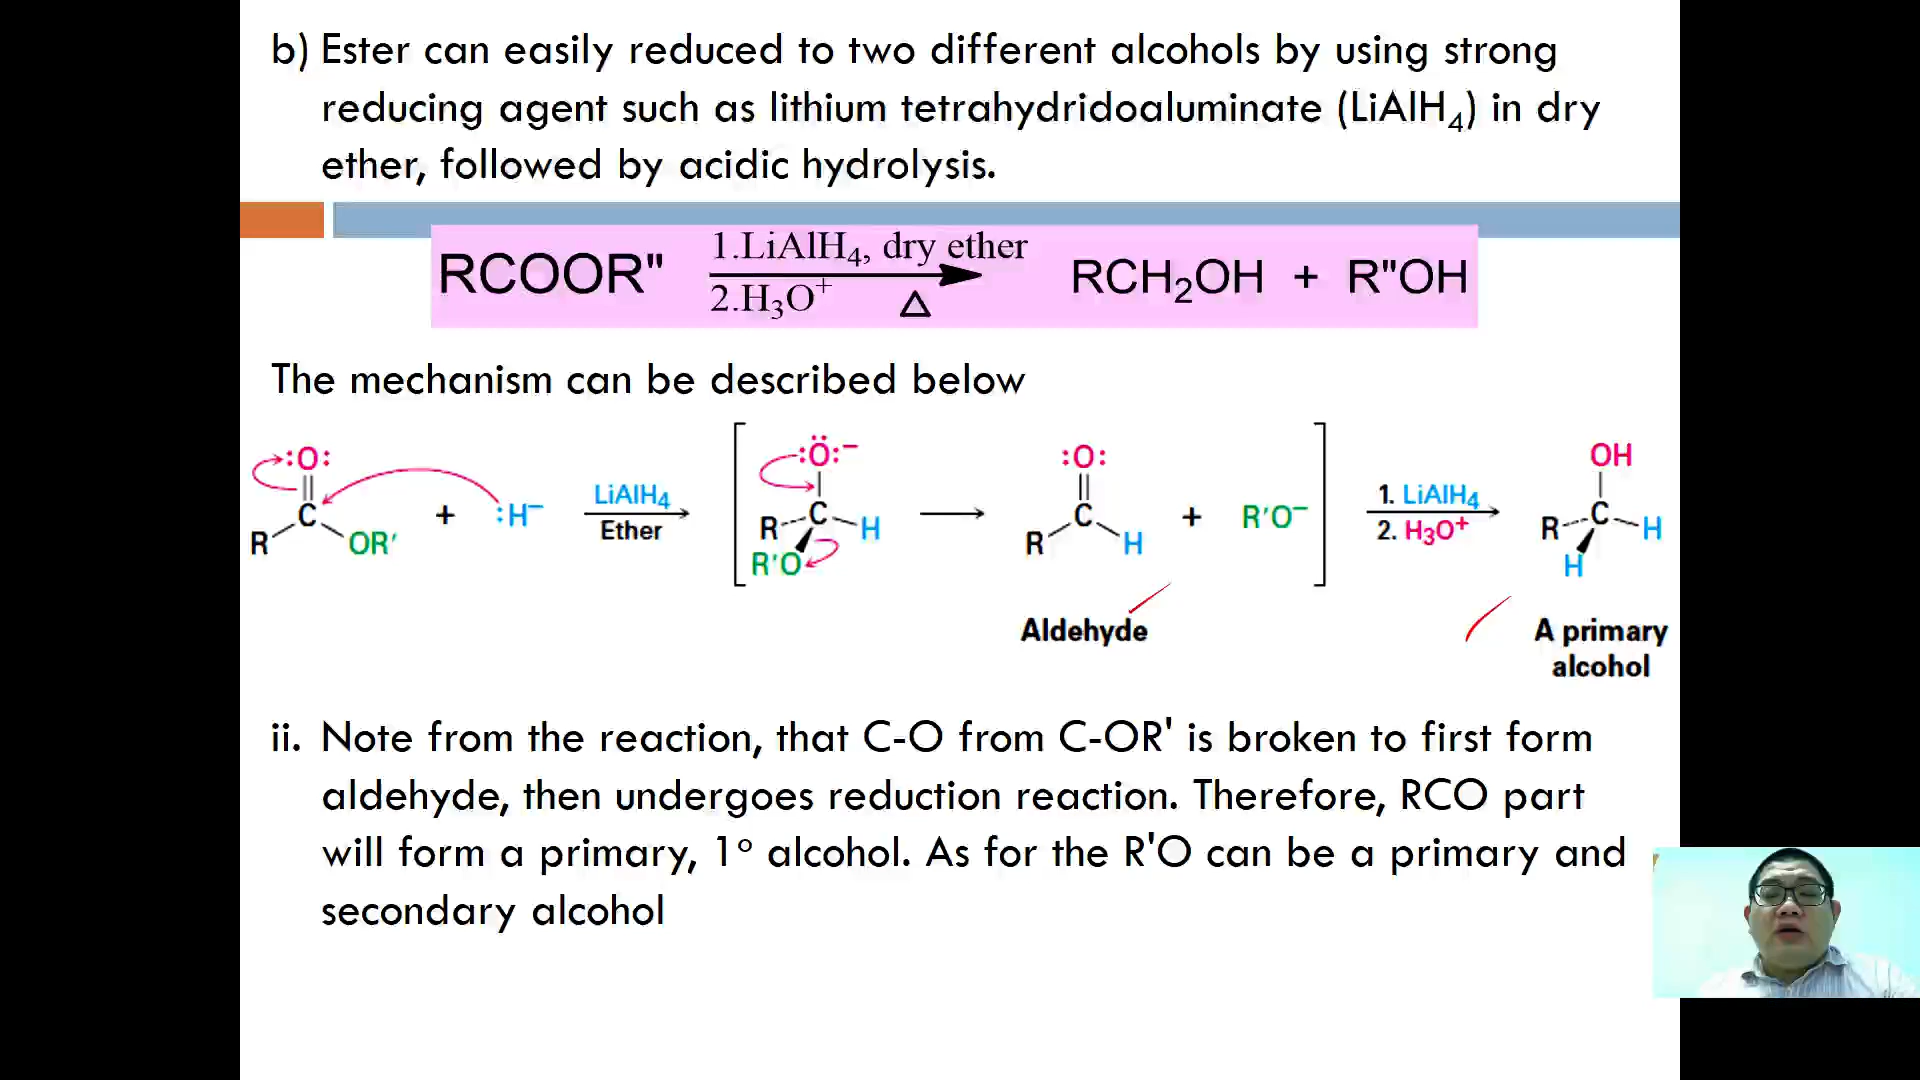 b) Ester can easily reduced to two different alcohols by using strong
reducing agent such as lithium tetrahydridoaluminate (LiAlH4) in dry
ether, followed by acidic hydrolysis.
1.LiAlH4, dry ether
RCOOR" RCH2OH + R"OH
2.H3O+ △
The mechanism can be described below
:O: :Ö:− :O: OH
LiAlH4 1. LiAlH4
C + :H− R C H C + R'O− R C H
Ether 2. H3O+
R OR' R'O R H H
Aldehyde A primary
alcohol
ii. Note from the reaction, that C-O from C-OR' is broken to first form
aldehyde, then undergoes reduction reaction. Therefore, RCO part
will form a primary, 1° alcohol. As for the R'O can be a primary and
secondary alcohol